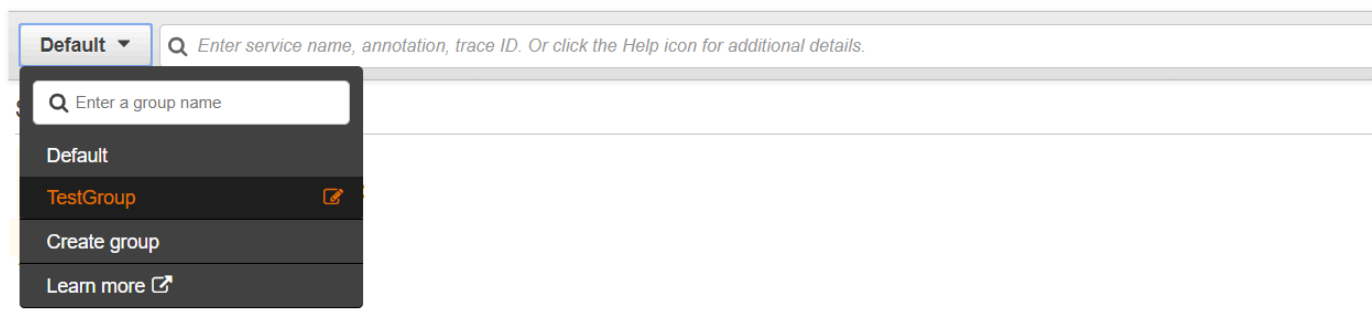 Default
Enter service name, annotation, trace ID. Or click the Help icon for additional details.
Enter a group name
Default
TestGroup
Create group
Learn more